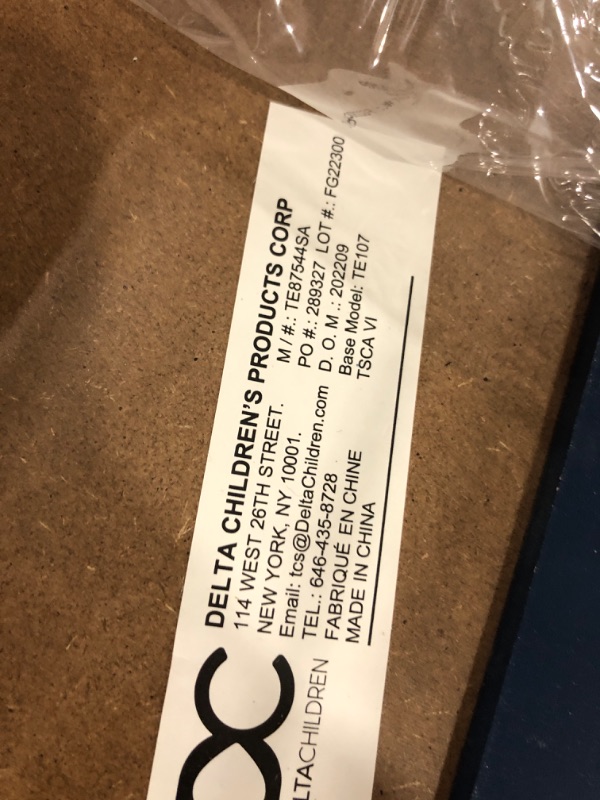 DELTA CHILDREN'S PRODUCTS CORP
114 WEST 26TH STREET.
NEW YORK, NY 10001.
Email: tcs@DeltaChildren.com
TEL.: 646-435-8728
FABRIQUÉ EN CHINE
MADE IN CHINA
M / #.: TE87544SA
PO #.: 289327 LOT #.: FG22300
D. O. M .: 202209
Base Model: TE107
TSCA VI
LTACHILDREN